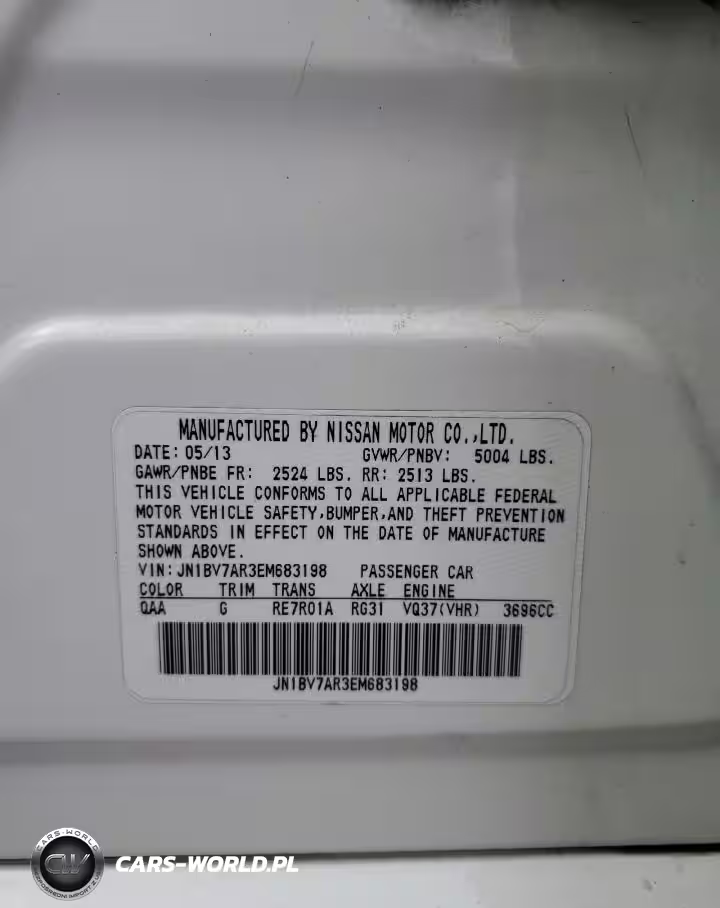 MANUFACTURED BY NISSAN MOTOR CO.,LTD.
DATE: 05/13 GVWR/PNBV: 5004 LBS.
GAWR/PNBE FR: 2524 LBS. RR: 2513 LBS.
THIS VEHICLE CONFORMS TO ALL APPLICABLE FEDERAL
MOTOR VEHICLE SAFETY,BUMPER,AND THEFT PREVENTION
STANDARDS IN EFFECT ON THE DATE OF MANUFACTURE
SHOWN ABOVE.
VIN: JN1BV7AR3EM683198 PASSENGER CAR
COLOR TRIM TRANS AXLE ENGINE
QAA G RE7R01A RG31 VQ37(VHR) 3696CC
JN1BV7AR3EM683198
CARS-WORLD
CW
CARS-WORLD.PL